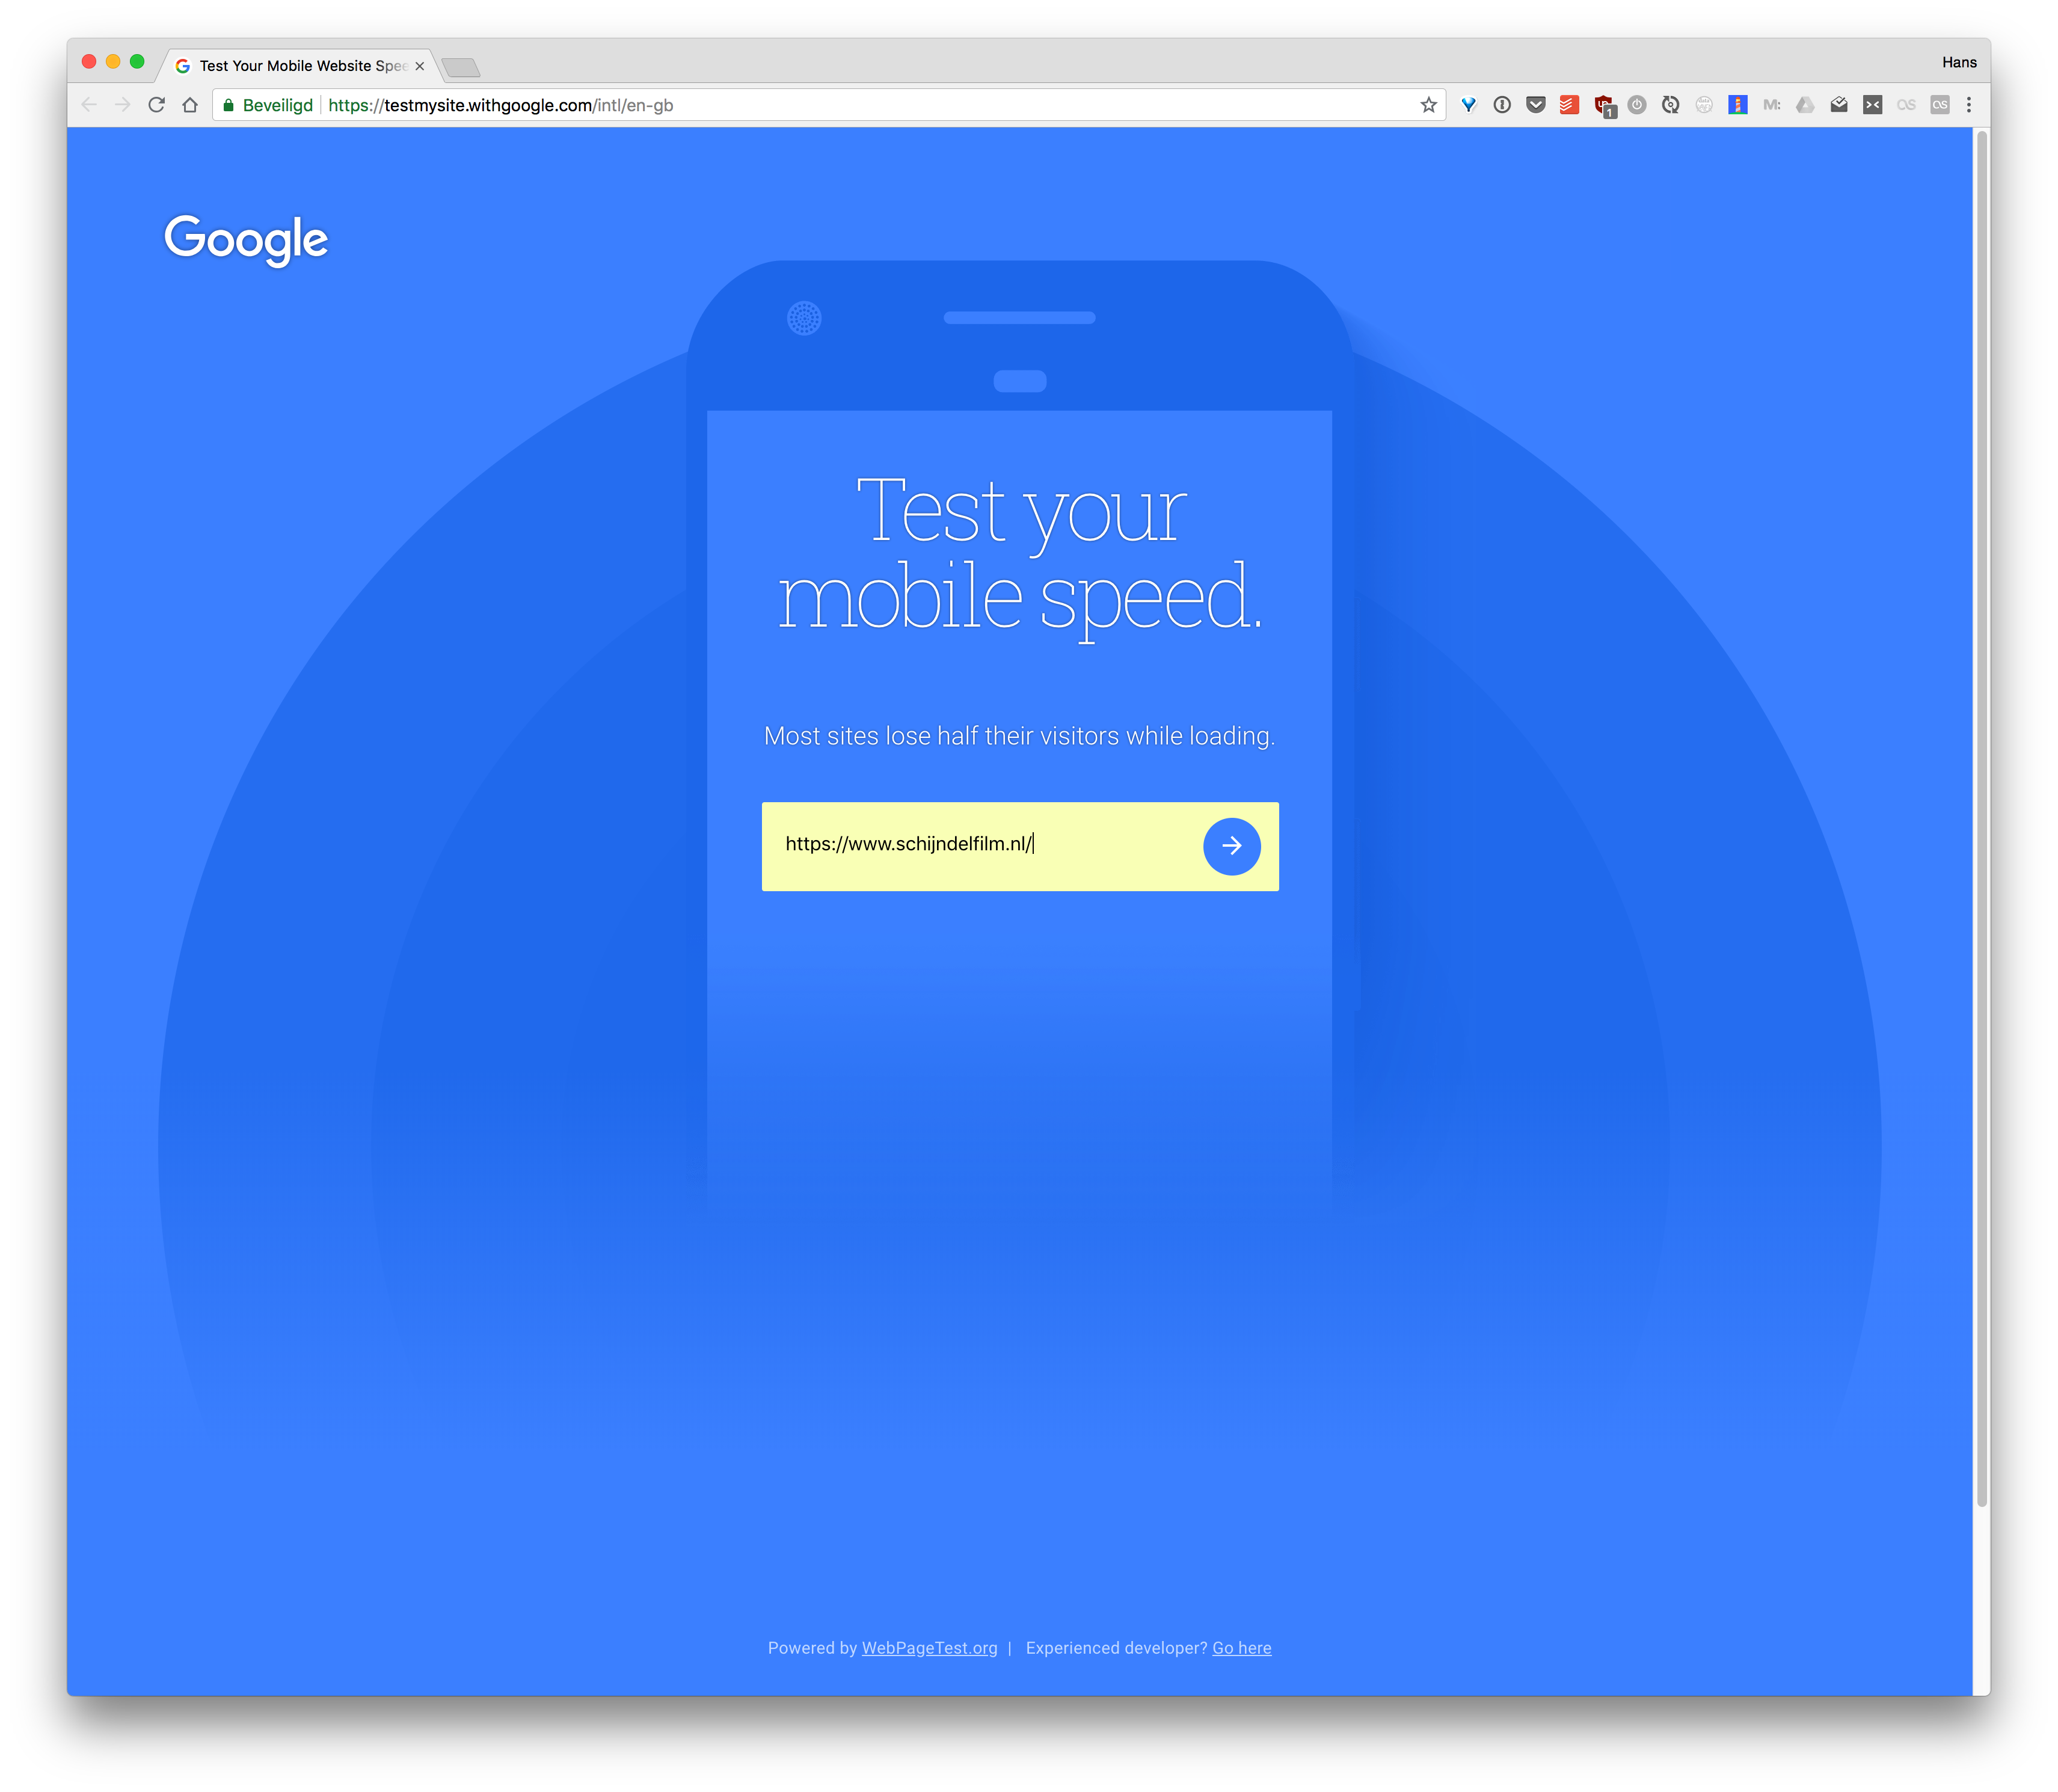 Test Your Mobile Website Spee
Hans
Beveiligd https://testmysite.withgoogle.com/intl/en-gb
1
M:
Google
Test your
mobile speed.
Most sites lose half their visitors while loading.
https://www.schijndelfilm.nl/
Powered by WebPageTest.org | Experienced developer? Go here